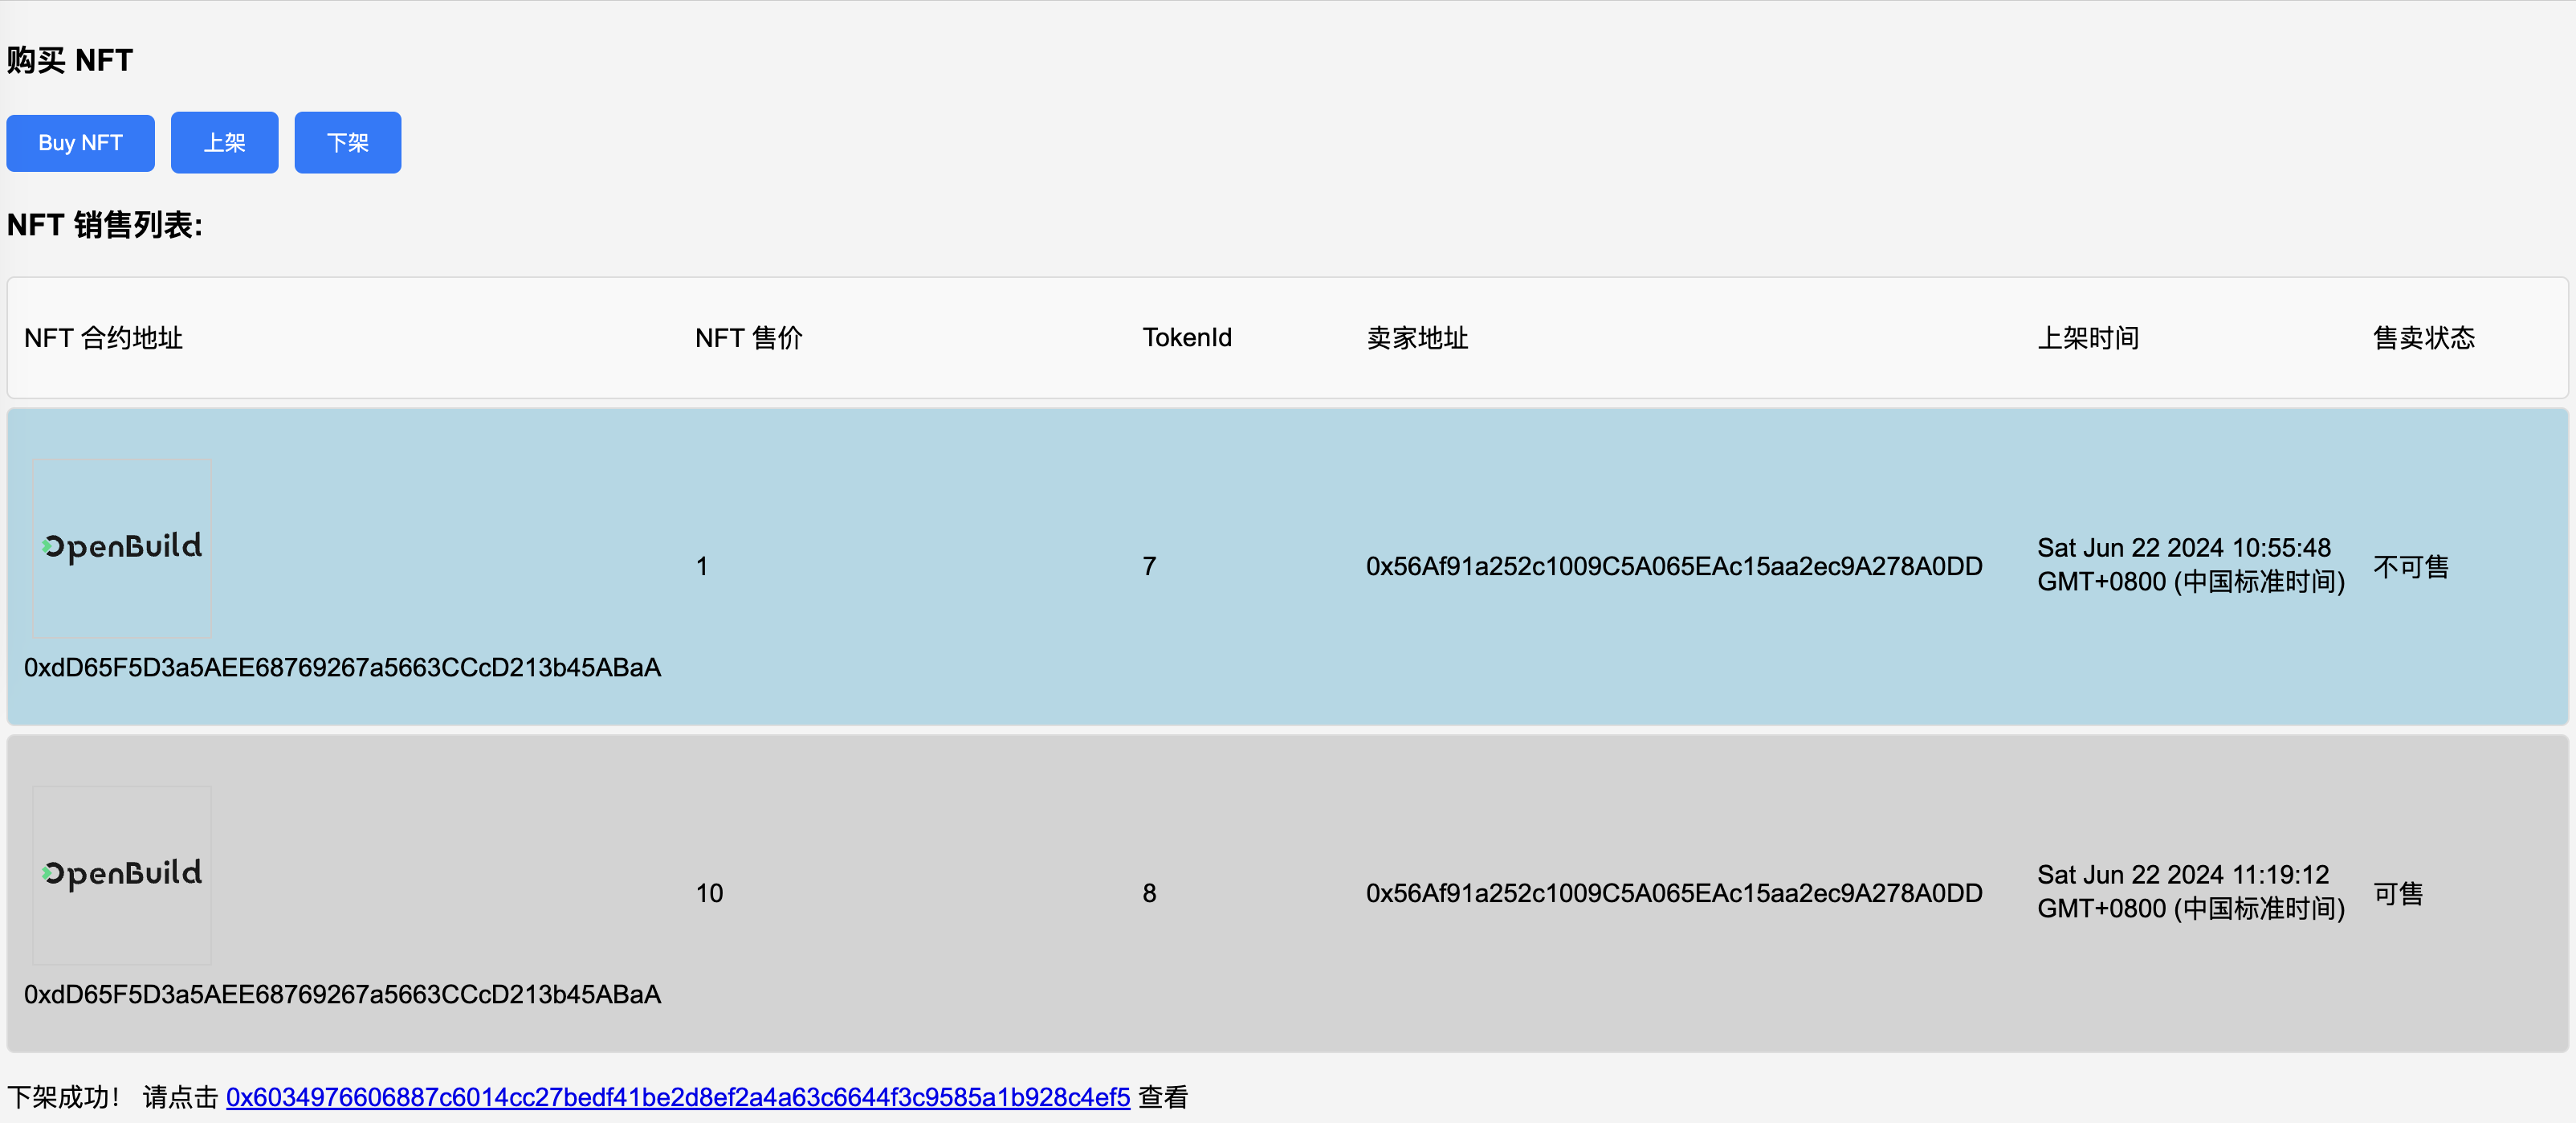 购买 NFT
Buy NFT 上架 下架
NFT 销售列表:
NFT 合约地址 NFT 售价 TokenId 卖家地址 上架时间 售卖状态
OpenBuild
1 7 0x56Af91a252c1009C5A065EAc15aa2ec9A278A0DD Sat Jun 22 2024 10:55:48 GMT+0800 (中国标准时间) 不可售
0xdD65F5D3a5AEE68769267a5663CCcD213b45ABaA
OpenBuild
10 8 0x56Af91a252c1009C5A065EAc15aa2ec9A278A0DD Sat Jun 22 2024 11:19:12 GMT+0800 (中国标准时间) 可售
0xdD65F5D3a5AEE68769267a5663CCcD213b45ABaA
下架成功！ 请点击 0x6034976606887c6014cc27bedf41be2d8ef2a4a63c6644f3c9585a1b928c4ef5 查看